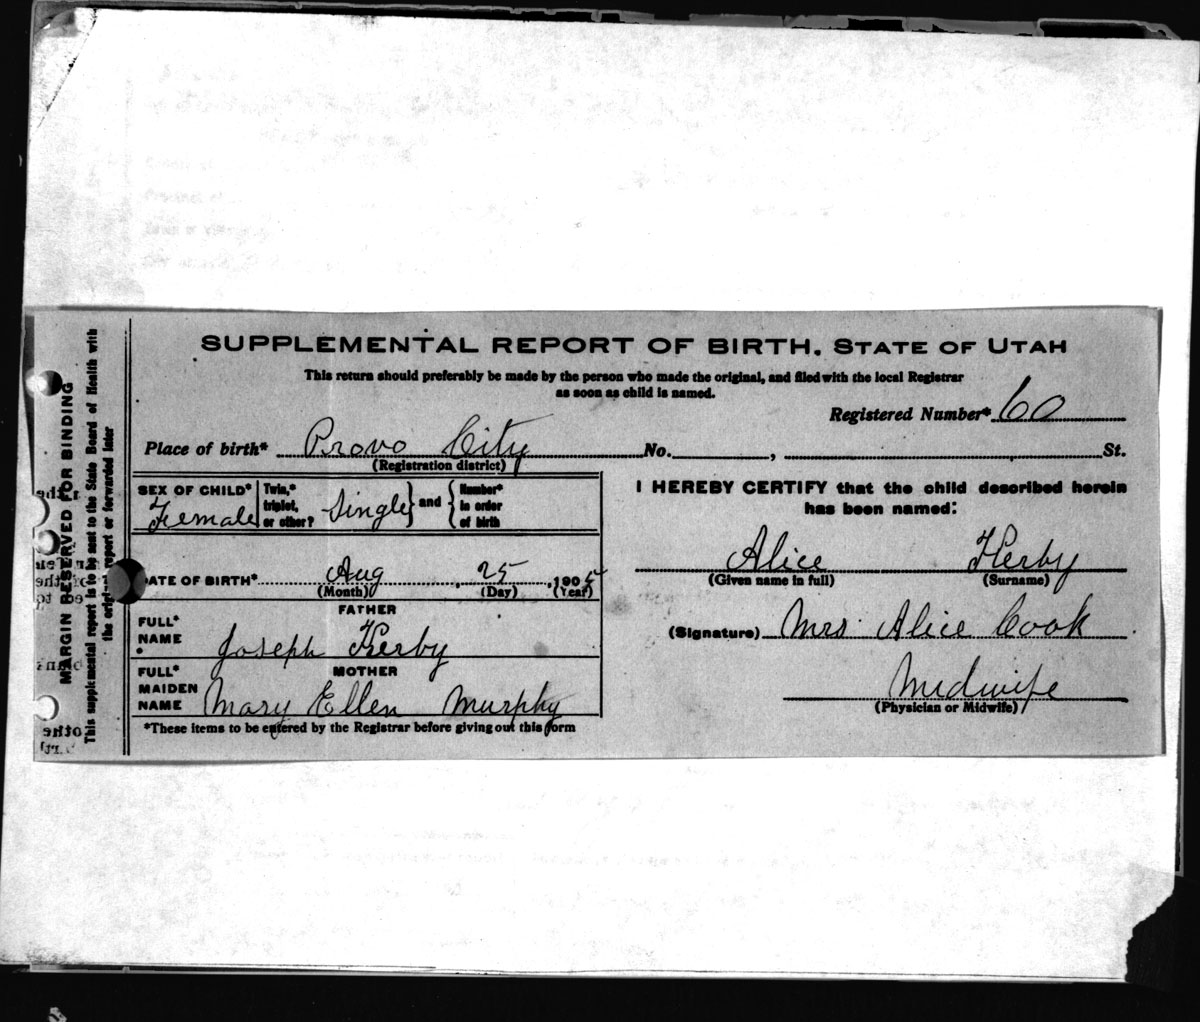 SUPPLEMENTAL REPORT OF BIRTH. STATE OF UTAH
This return should preferably be made by the person who made the original, and filed with the local Registrar
as soon as child is named.
Registered Number* 60
Place of birth* Provo City No. , St.
(Registration district)
SEX OF CHILD* Female
Twin,* triplet, or other? Single } and { Number* in order of birth
DATE OF BIRTH* Aug , 25 , 1905
(Month) (Day) (Year)
FATHER
FULL* NAME Joseph Kerby
MOTHER
FULL* MAIDEN NAME Mary Ellen Murphy
*These items to be entered by the Registrar before giving out this form
I HEREBY CERTIFY that the child described herein
has been named:
Alice Kerby
(Given name in full) (Surname)
(Signature) Mrs Alice Cook
Midwife
(Physician or Midwife)
MARGIN RESERVED FOR BINDING
This supplemental report is to be sent to the State Board of Health with
the original report or forwarded later